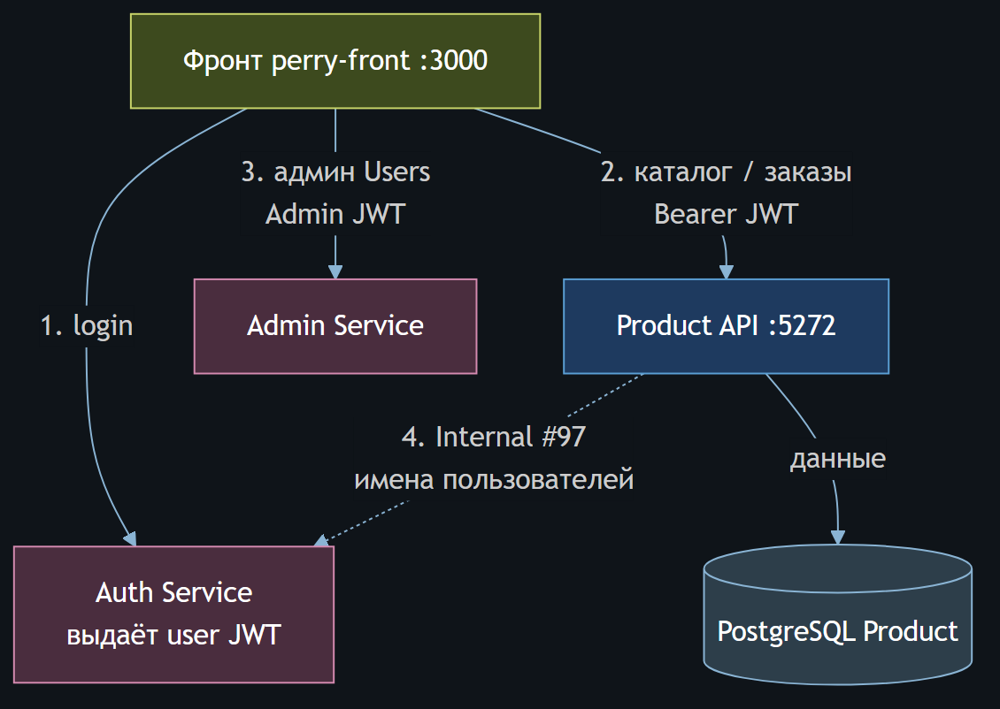 Фронт perry-front :3000
3. админ Users
Admin JWT
2. каталог / заказы
Bearer JWT
1. login
Admin Service
Product API :5272
4. Internal #97
имена пользователей
данные
Auth Service
выдаёт user JWT
PostgreSQL Product